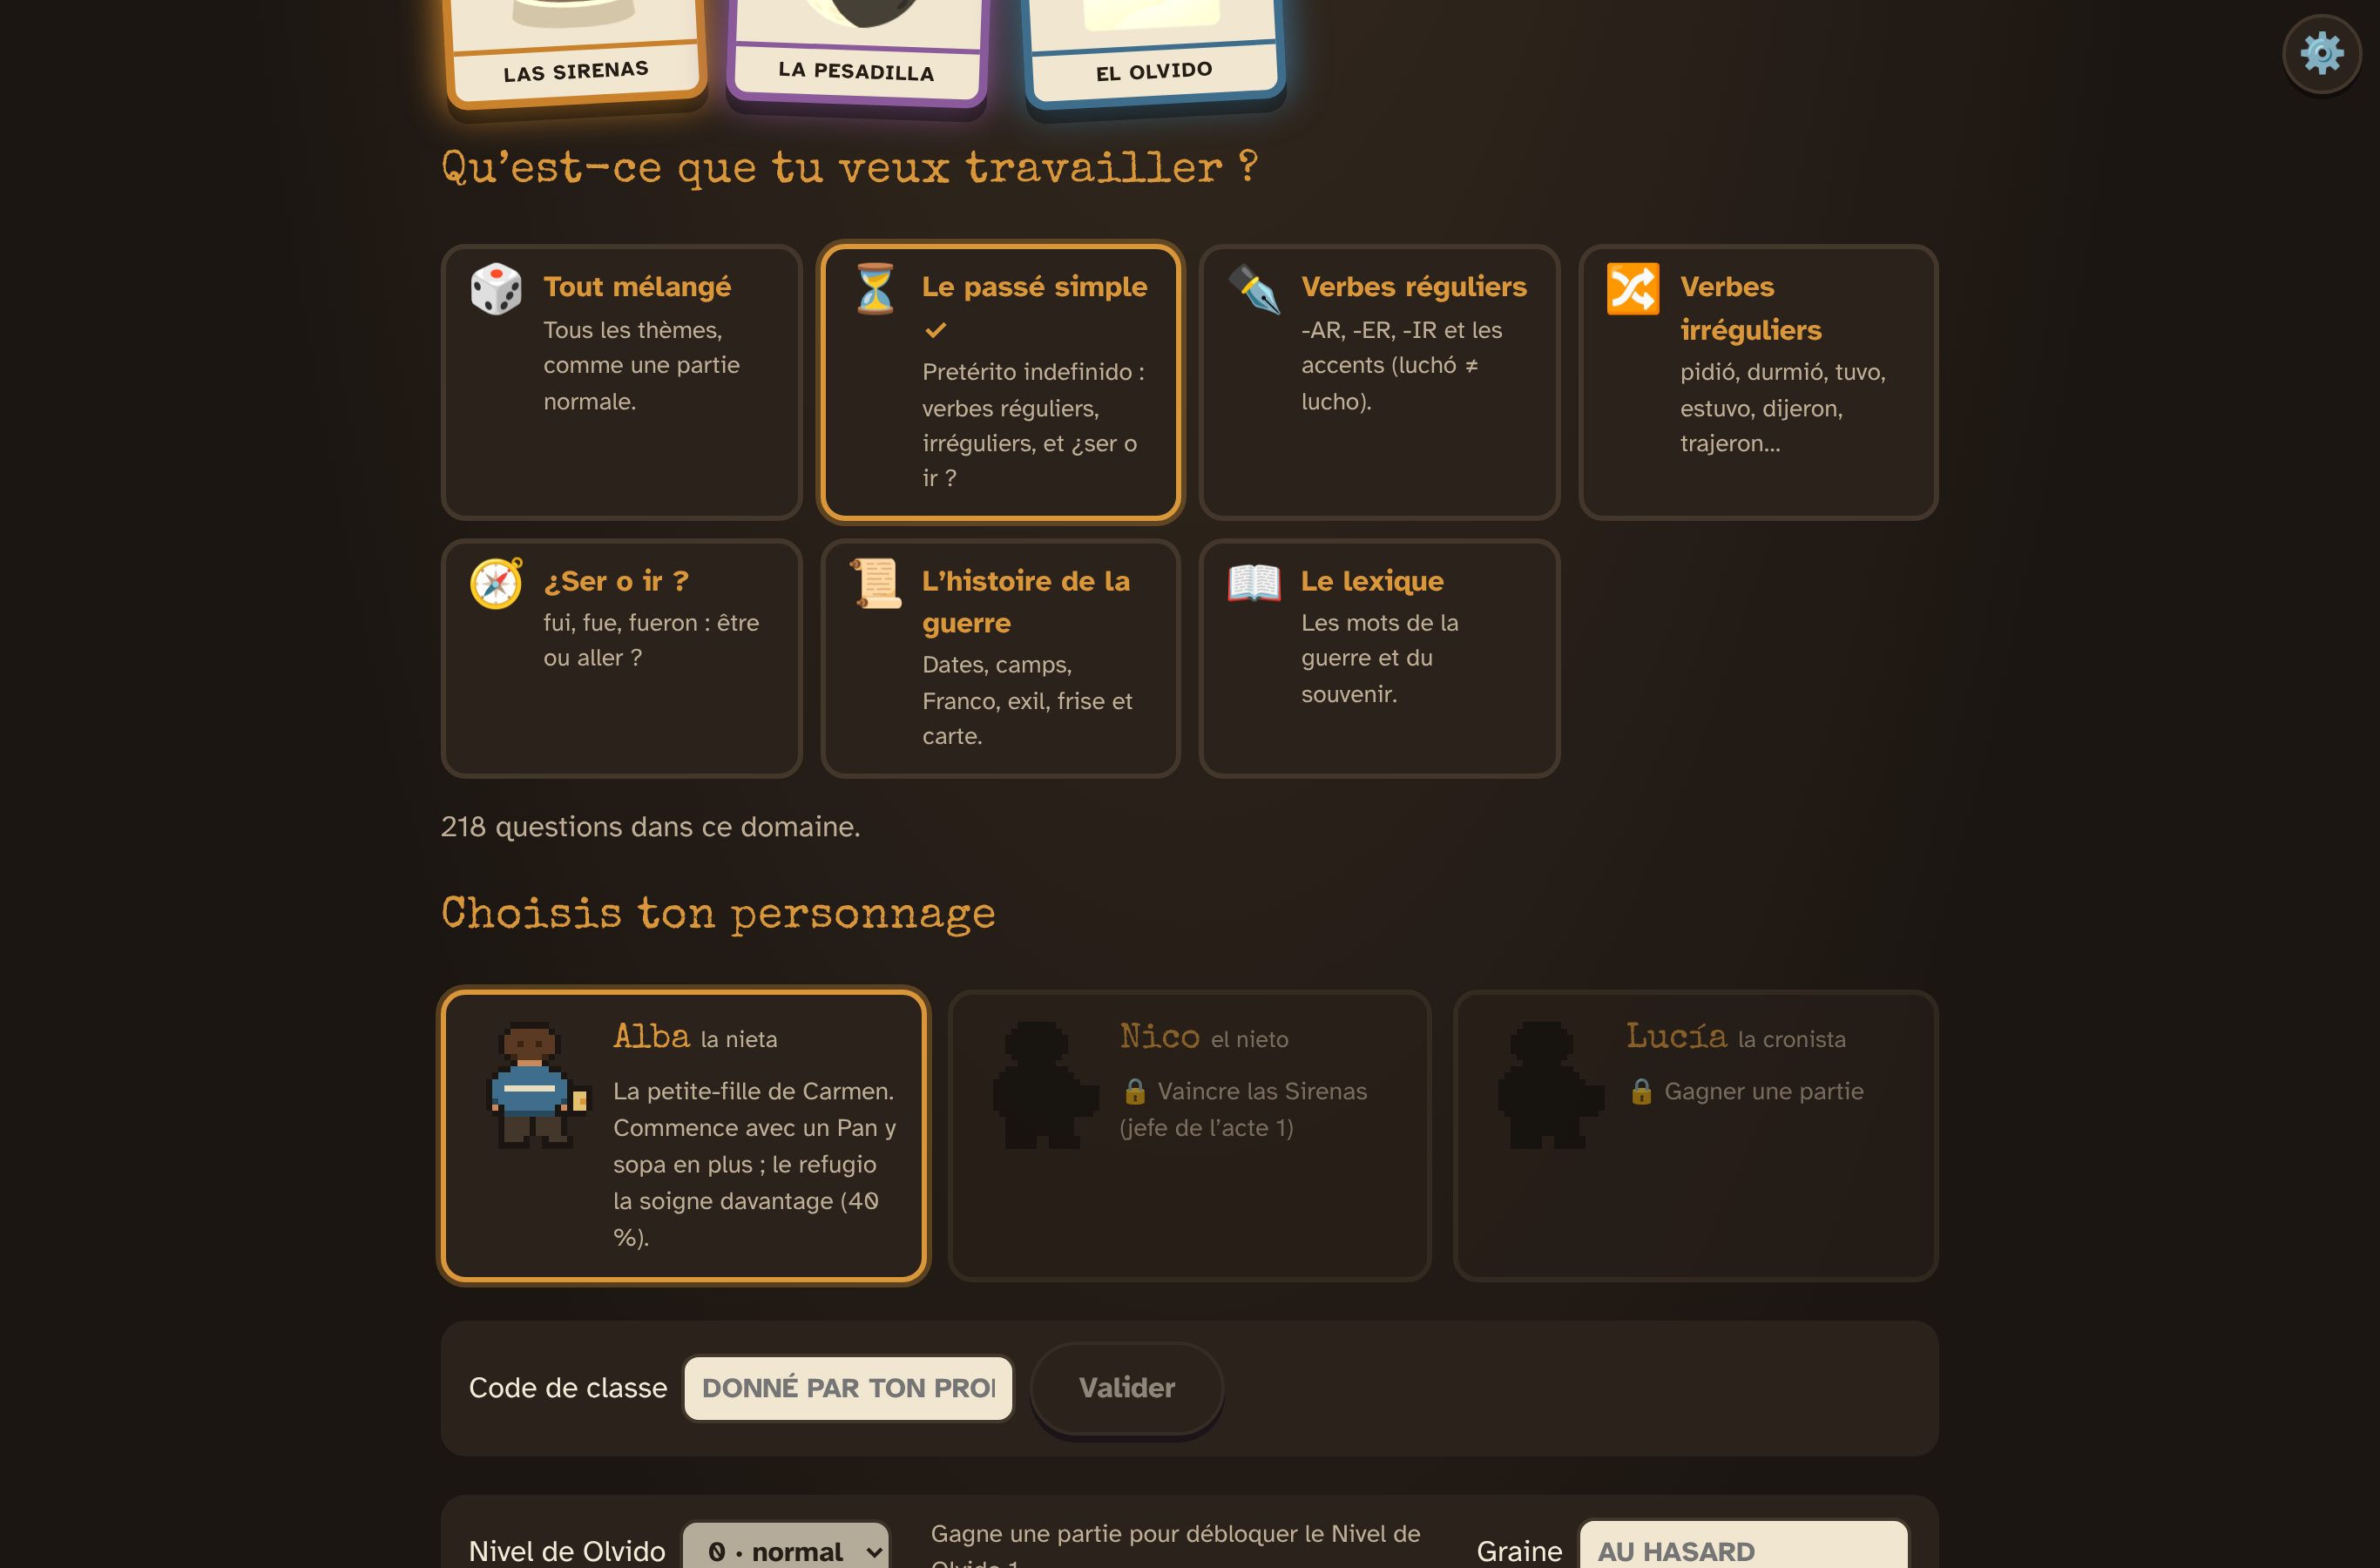 LAS SIRENAS
LA PESADILLA
EL OLVIDO
Qu’est-ce que tu veux travailler ?
Tout mélangé
Tous les thèmes,
comme une partie
normale.
Le passé simple
✓
Pretérito indefinido :
verbes réguliers,
irréguliers, et ¿ser o
ir ?
Verbes réguliers
-AR, -ER, -IR et les
accents (luchó ≠
lucho).
Verbes
irréguliers
pidió, durmió, tuvo,
estuvo, dijeron,
trajeron…
¿Ser o ir ?
fui, fue, fueron : être
ou aller ?
L’histoire de la
guerre
Dates, camps,
Franco, exil, frise et
carte.
Le lexique
Les mots de la
guerre et du
souvenir.
218 questions dans ce domaine.
Choisis ton personnage
Alba la nieta
La petite-fille de Carmen.
Commence avec un Pan y
sopa en plus ; le refugio
la soigne davantage (40
%).
Nico el nieto
🔒 Vaincre las Sirenas
(jefe de l’acte 1)
Lucía la cronista
🔒 Gagner une partie
Code de classe
DONNÉ PAR TON PRO
Valider
Nivel de Olvido
0 · normal
Gagne une partie pour débloquer le Nivel de
Olvido 1
Graine
AU HASARD